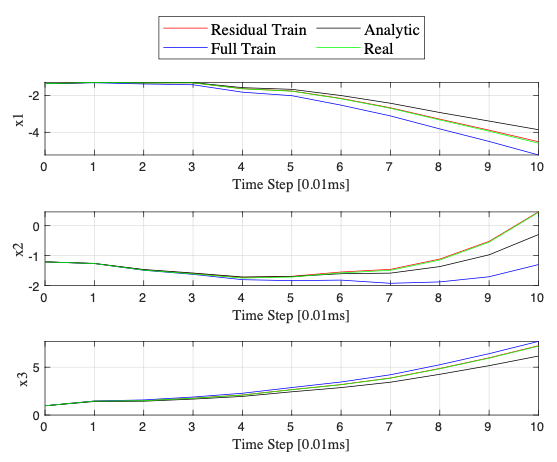 Residual Train Analytic
Full Train Real
x1
-2
-4
0 1 2 3 4 5 6 7 8 9 10
Time Step [0.01ms]
x2
0
-1
-2
0 1 2 3 4 5 6 7 8 9 10
Time Step [0.01ms]
x3
5
0
0 1 2 3 4 5 6 7 8 9 10
Time Step [0.01ms]